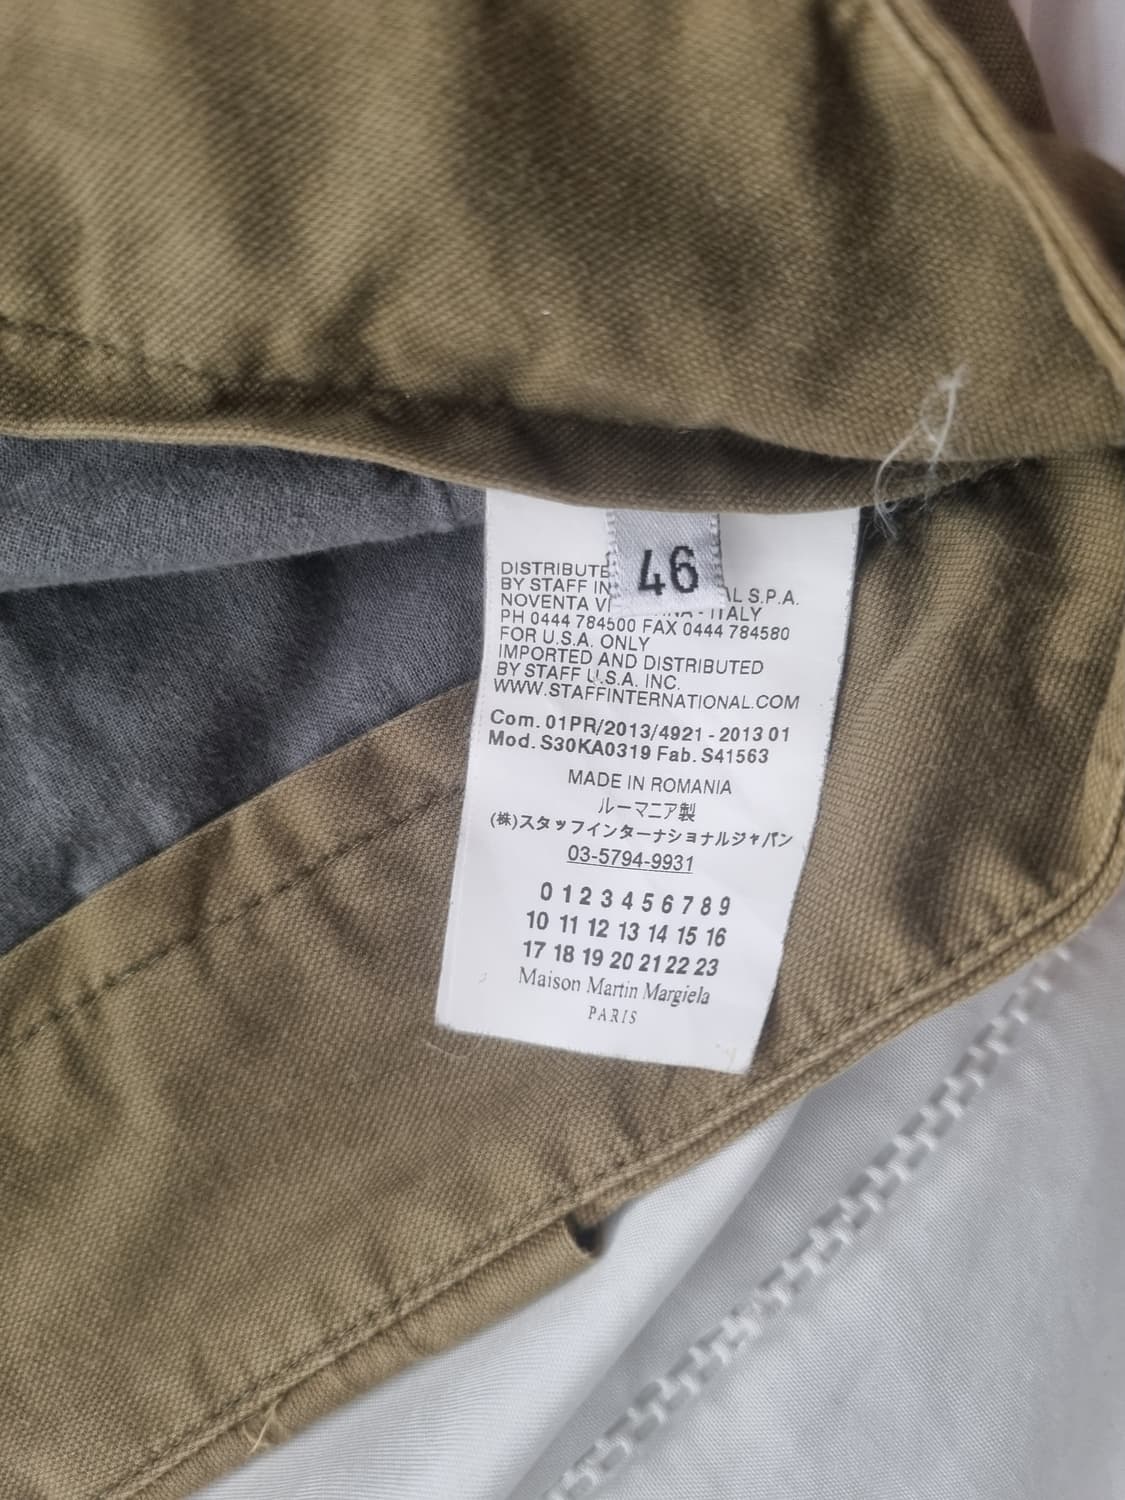 46
DISTRIBUTE
BY STAFF IN AL S.P.A.
NOVENTA VI - ITALY
PH 0444 784500 FAX 0444 784580
FOR U.S.A. ONLY
IMPORTED AND DISTRIBUTED
BY STAFF U.S.A. INC.
WWW.STAFFINTERNATIONAL.COM
Com. 01PR/2013/4921 - 2013 01
Mod. S30KA0319 Fab. S41563
MADE IN ROMANIA
ルーマニア製
(株)スタッフインターナショナルジャパン
03-5794-9931
0 1 2 3 4 5 6 7 8 9
10 11 12 13 14 15 16
17 18 19 20 21 22 23
Maison Martin Margiela
PARIS